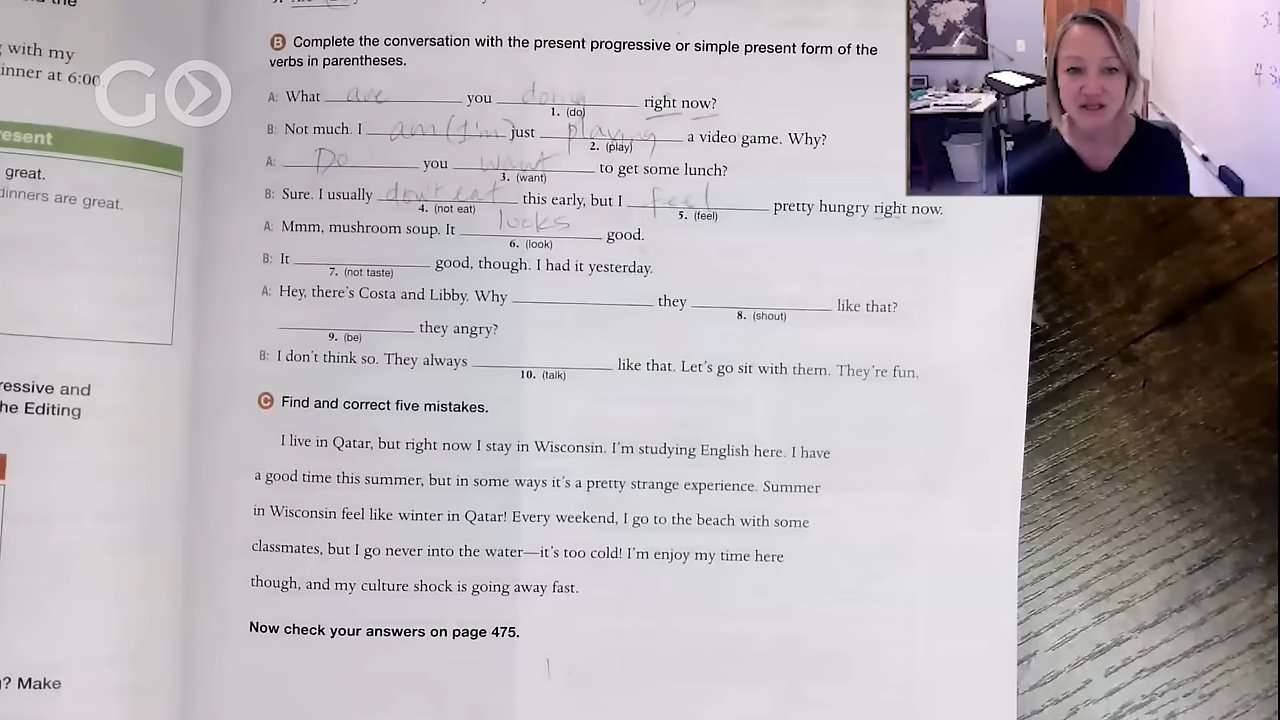 with my
inner at 6:00
GO
esent
great.
dinners are great.
ressive and
he Editing
? Make
B Complete the conversation with the present progressive or simple present form of the
verbs in parentheses.
A: What are you doing right now?
1. (do)
B: Not much. I am (I'm) just playing a video game. Why?
2. (play)
A: Do you want to get some lunch?
3. (want)
B: Sure. I usually don't eat this early, but I feel pretty hungry right now.
4. (not eat) 5. (feel)
A: Mmm, mushroom soup. It looks good.
6. (look)
B: It good, though. I had it yesterday.
7. (not taste)
A: Hey, there's Costa and Libby. Why they like that?
8. (shout)
they angry?
9. (be)
B: I don't think so. They always like that. Let's go sit with them. They're fun.
10. (talk)
C Find and correct five mistakes.
I live in Qatar, but right now I stay in Wisconsin. I'm studying English here. I have
a good time this summer, but in some ways it's a pretty strange experience. Summer
in Wisconsin feel like winter in Qatar! Every weekend, I go to the beach with some
classmates, but I go never into the water—it's too cold! I'm enjoy my time here
though, and my culture shock is going away fast.
Now check your answers on page 475.